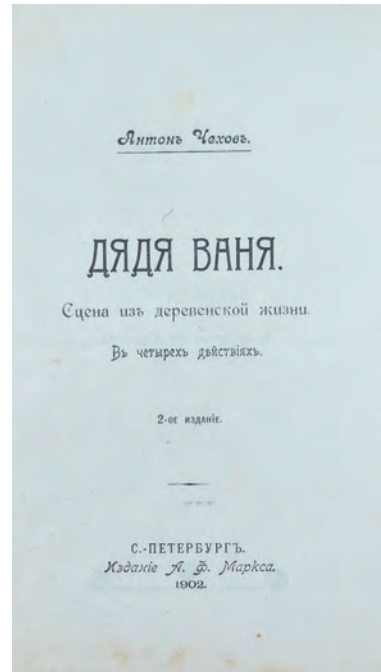 Антонъ Чеховъ.
ДЯДЯ ВАНЯ.
Сцена изъ деревенской жизни.
Въ четырехъ дѣйствіяхъ.
2-ое изданіе.
С.-ПЕТЕРБУРГЪ.
Изданіе А. Ф. Маркса.
1902.